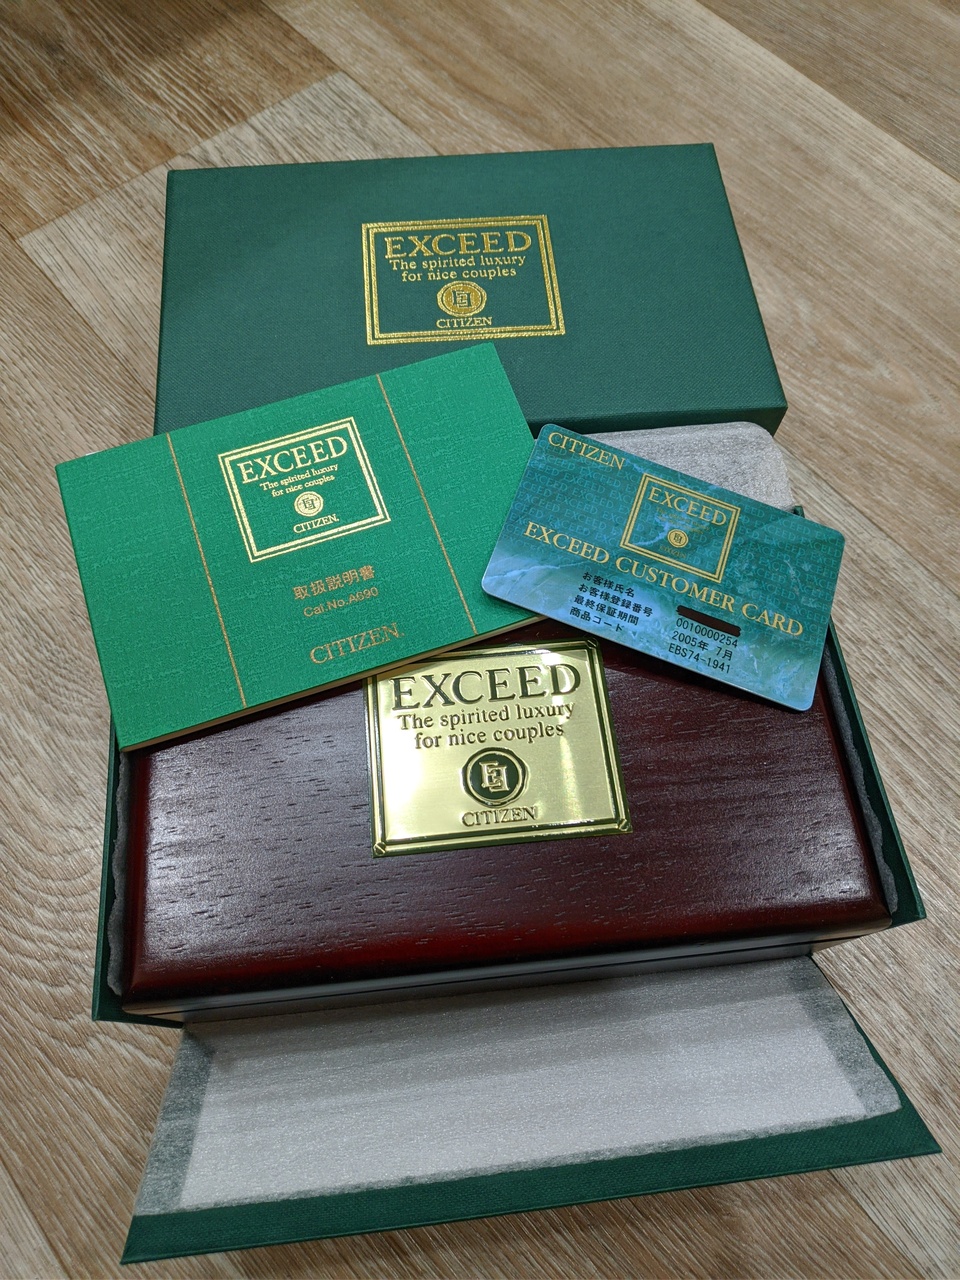 EXCEED
The spirited luxury
for nice couples
CITIZEN
EXCEED
The spirited luxury
for nice couples
CITIZEN.
取扱説明書
Cal.No.A690
CITIZEN.
CITIZEN
EXCEED
EXCEED CUSTOMER CARD
お客様氏名
お客様登録番号 0010000254
最終保証期間 2005年 7月
商品コード EBS74-1941
EXCEED
The spirited luxury
for nice couples
CITIZEN